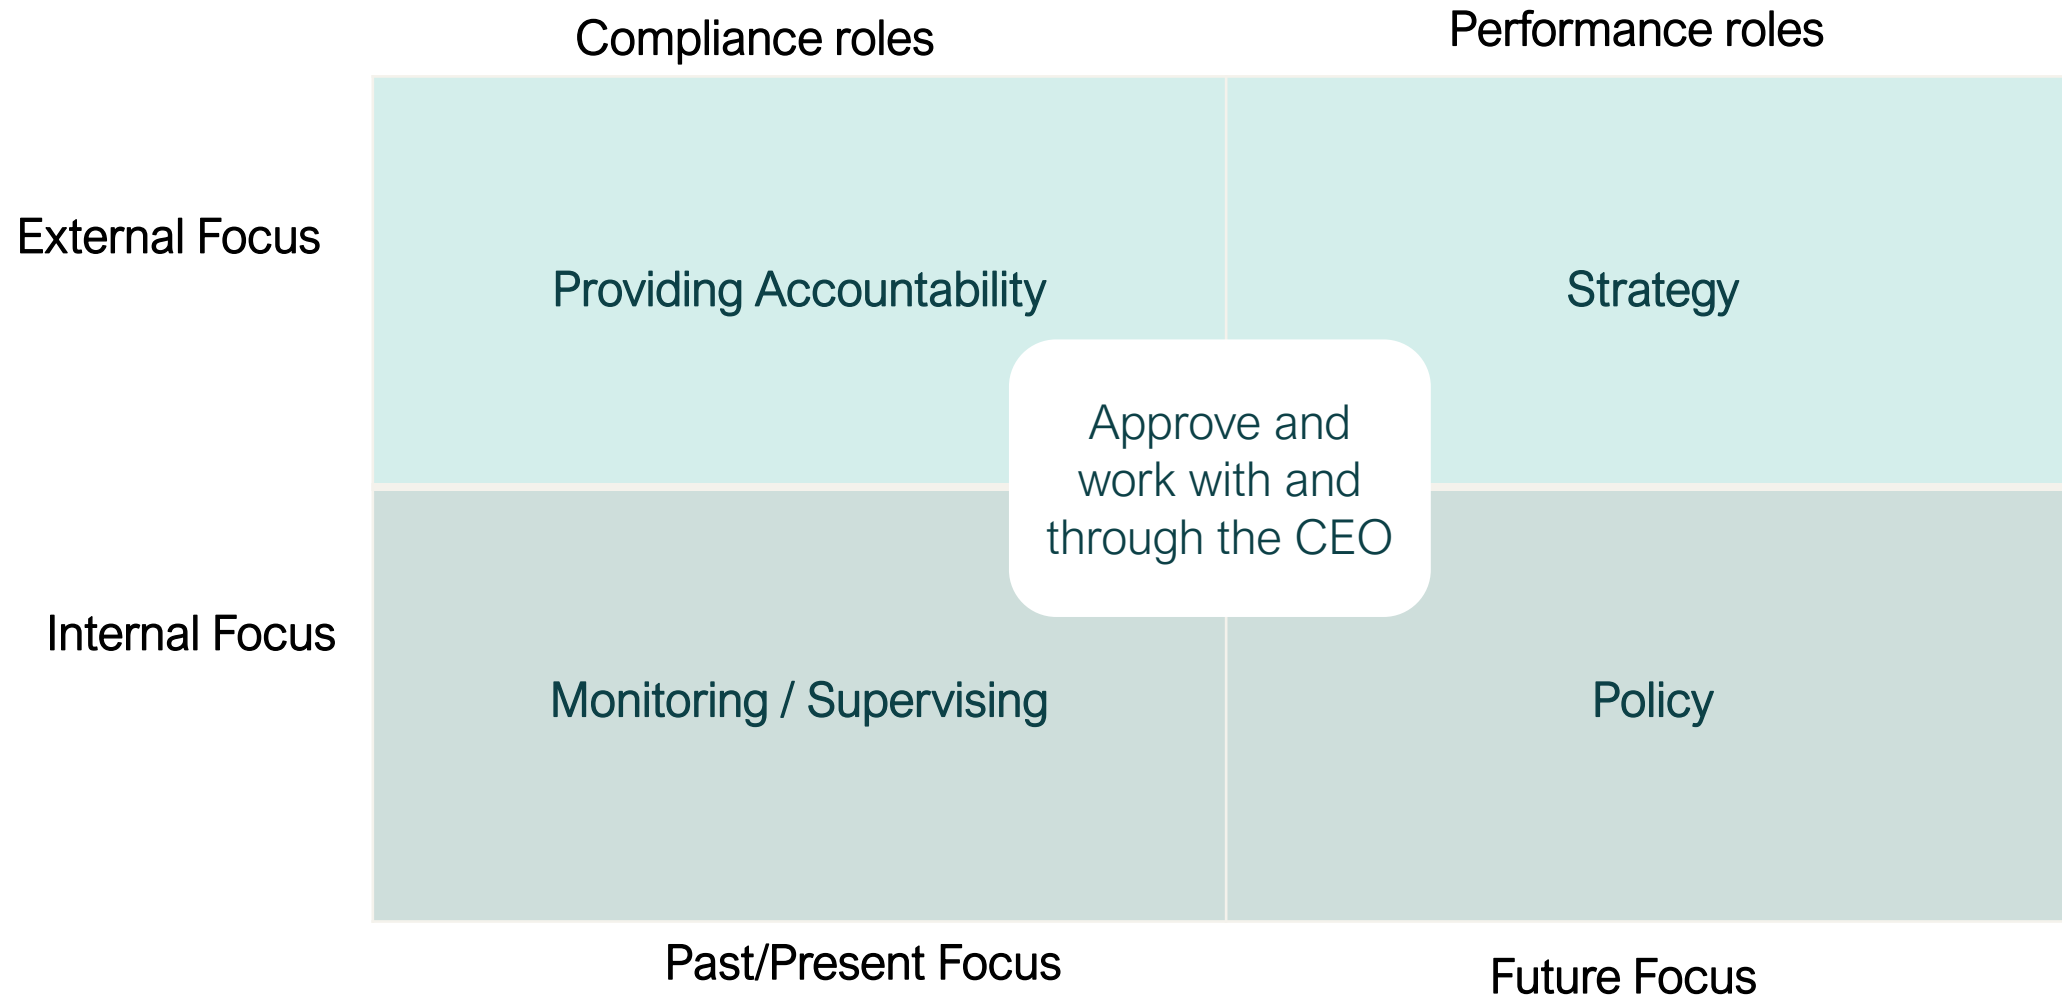 Compliance roles
Performance roles
External Focus
Providing Accountability
Strategy
Approve and
work with and
through the CEO
Internal Focus
Monitoring / Supervising
Policy
Past/Present Focus
Future Focus